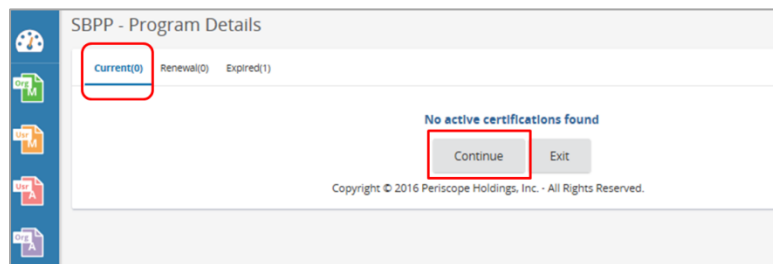 SBPP - Program Details
Current(0) Renewal(0) Expired(1)
Org
M
Usr
M
Usr
A
Org
A
No active certifications found
Continue Exit
Copyright © 2016 Periscope Holdings, Inc. - All Rights Reserved.